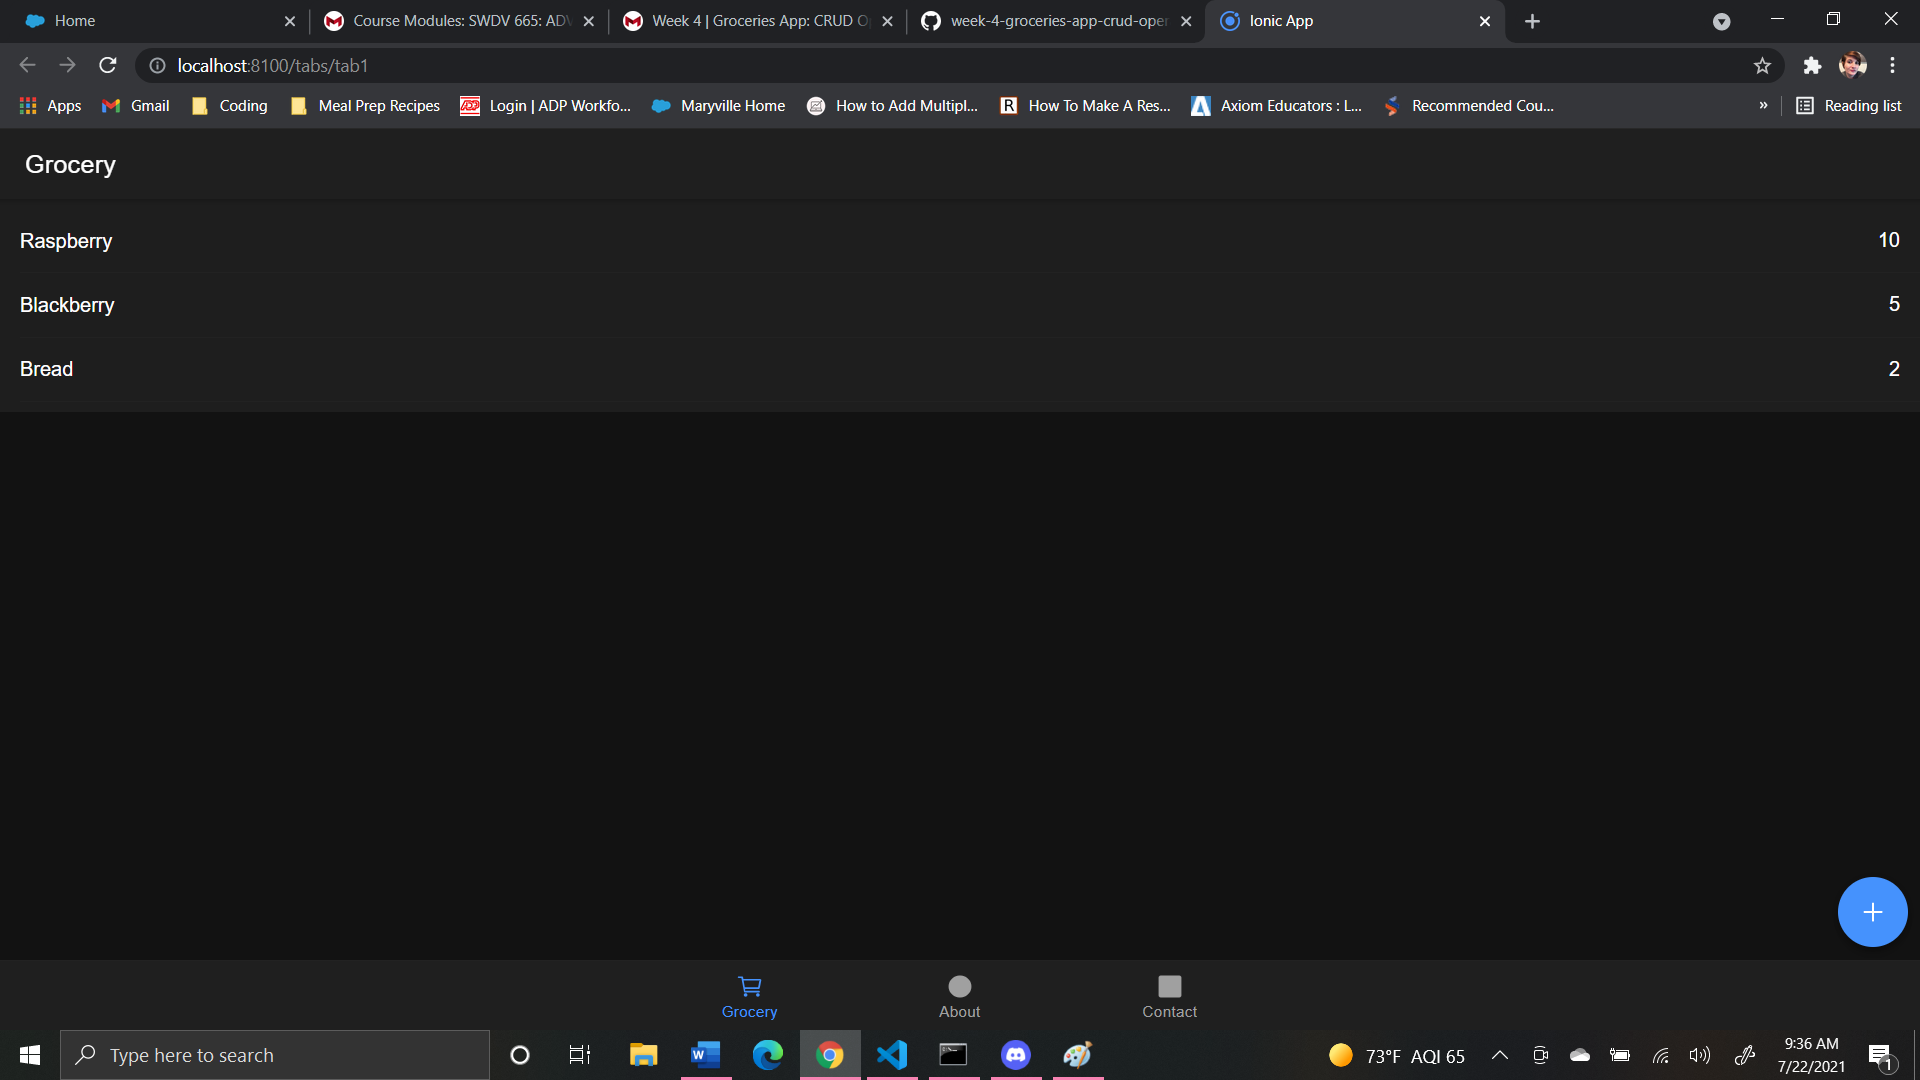 Home
Course Modules: SWDV 665: ADV
Week 4 | Groceries App: CRUD O
week-4-groceries-app-crud-oper
Ionic App
localhost:8100/tabs/tab1
Apps
Gmail
Coding
Meal Prep Recipes
ADP
Login | ADP Workfo...
Maryville Home
How to Add Multipl...
R
How To Make A Res...
Axiom Educators : L...
Recommended Cou...
»
Reading list
Grocery
Raspberry 10
Blackberry 5
Bread 2
Grocery
About
Contact
Type here to search
73°F AQI 65
9:36 AM
7/22/2021
1